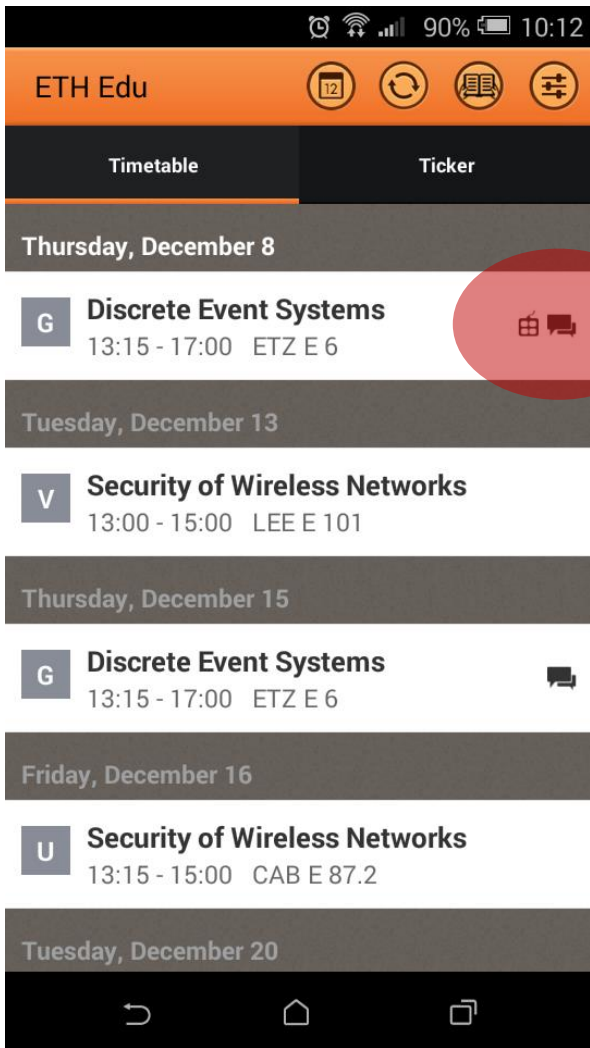 90% 10:12
ETH Edu
12
Timetable Ticker
Thursday, December 8
G Discrete Event Systems
13:15 - 17:00 ETZ E 6
Tuesday, December 13
V Security of Wireless Networks
13:00 - 15:00 LEE E 101
Thursday, December 15
G Discrete Event Systems
13:15 - 17:00 ETZ E 6
Friday, December 16
U Security of Wireless Networks
13:15 - 15:00 CAB E 87.2
Tuesday, December 20